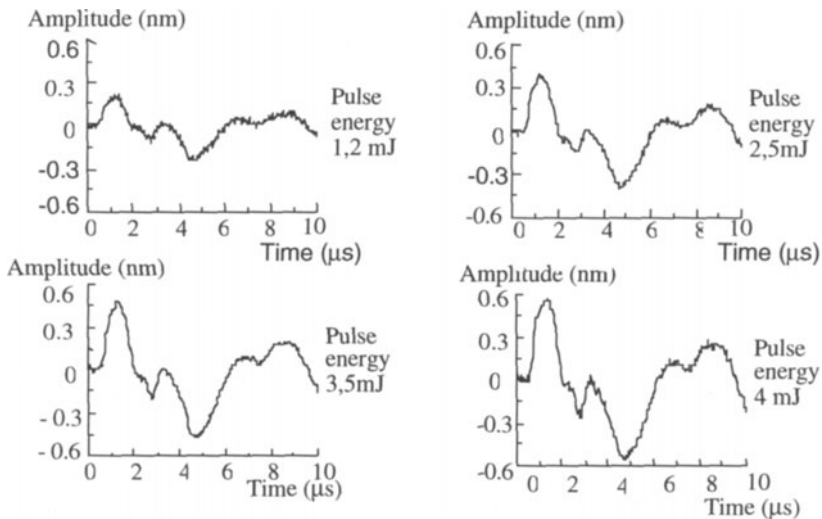 Amplitude (nm)
0.6
0.3
0
-0.3
-0.6
0 2 4 6 8 10
Time (μs)
Pulse
energy
1,2 mJ
Amplitude (nm)
0.6
0.3
0
-0.3
-0.6
0 2 4 6 8 10
Time (μs)
Pulse
energy
2,5mJ
Amplitude (nm)
0.6
0.3
0
-0.3
-0.6
0 2 4 6 8 10
Time (μs)
Pulse
energy
3,5mJ
Amplitude (nm)
0.6
0.3
0
-0.3
-0.6
0 2 4 6 8 10
Time (μs)
Pulse
energy
4 mJ